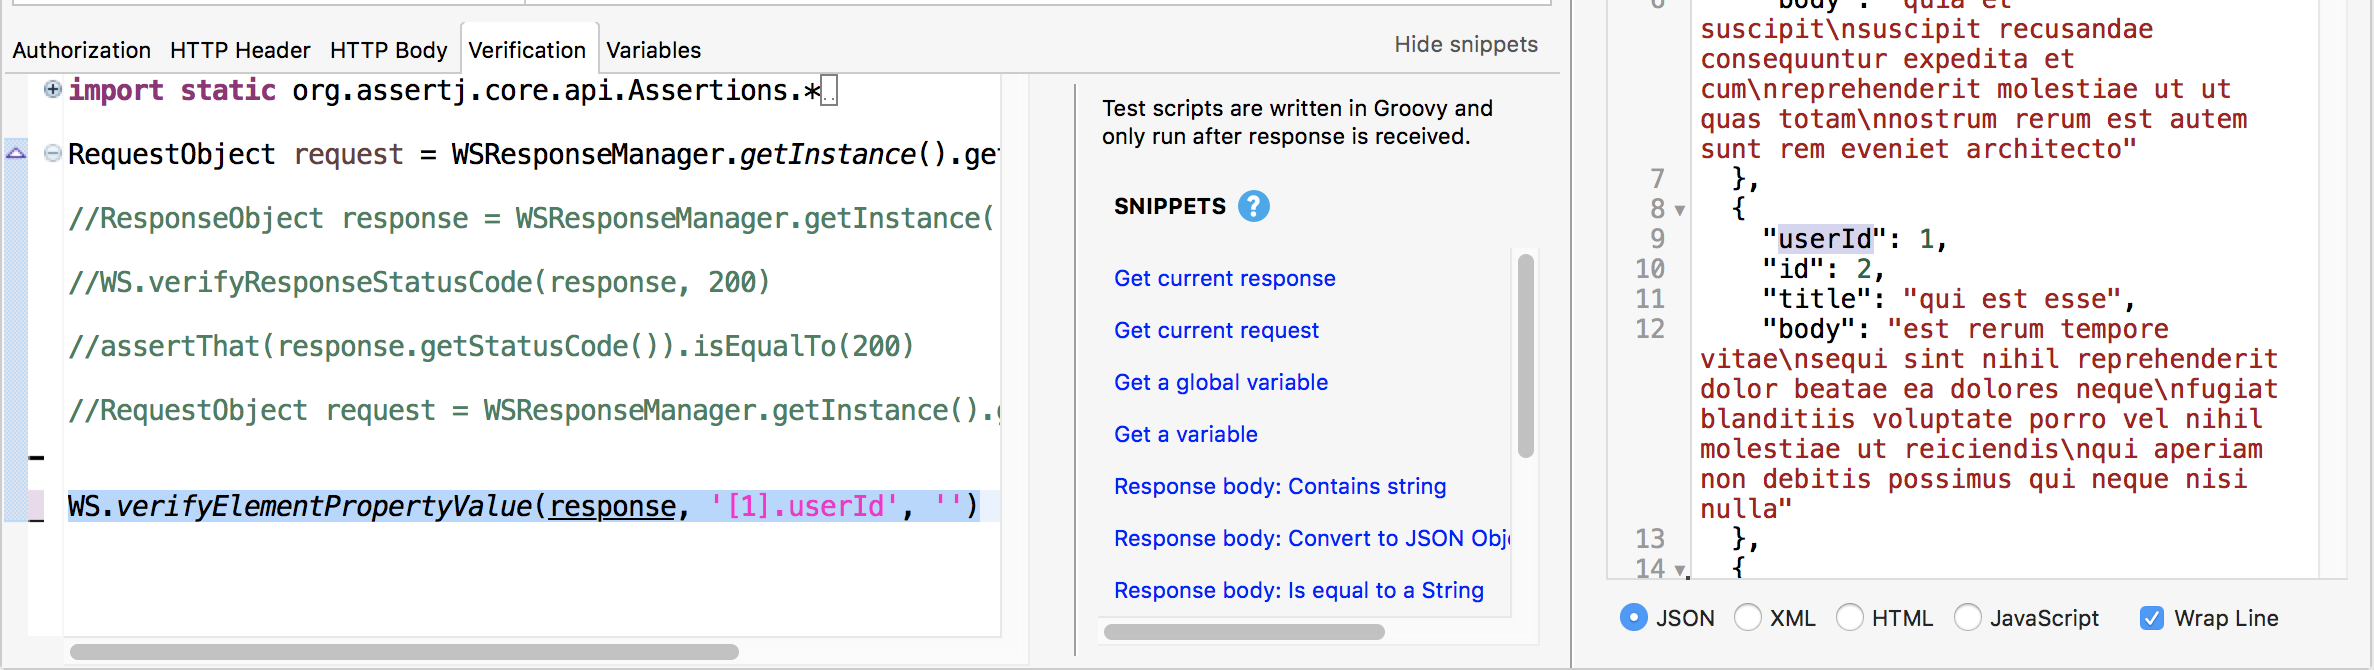 Authorization HTTP Header HTTP Body Verification Variables
Hide snippets
import static org.assertj.core.api.Assertions.*
RequestObject request = WSResponseManager.getInstance().get
//ResponseObject response = WSResponseManager.getInstance(
//WS.verifyResponseStatusCode(response, 200)
//assertThat(response.getStatusCode()).isEqualTo(200)
//RequestObject request = WSResponseManager.getInstance().g
WS.verifyElementPropertyValue(response, '[1].userId', '')
Test scripts are written in Groovy and
only run after response is received.
SNIPPETS ?
Get current response
Get current request
Get a global variable
Get a variable
Response body: Contains string
Response body: Convert to JSON Obj
Response body: Is equal to a String
6 "body": "quia et
suscipit\nsuscipit recusandae
consequuntur expedita et
cum\nreprehenderit molestiae ut ut
quas totam\nnostrum rerum est autem
sunt rem eveniet architecto"
7 },
8 {
9 "userId": 1,
10 "id": 2,
11 "title": "qui est esse",
12 "body": "est rerum tempore
vitae\nsequi sint nihil reprehenderit
dolor beatae ea dolores neque\nfugiat
blanditiis voluptate porro vel nihil
molestiae ut reiciendis\nqui aperiam
non debitis possimus qui neque nisi
nulla"
13 },
14 {
JSON XML HTML JavaScript Wrap Line